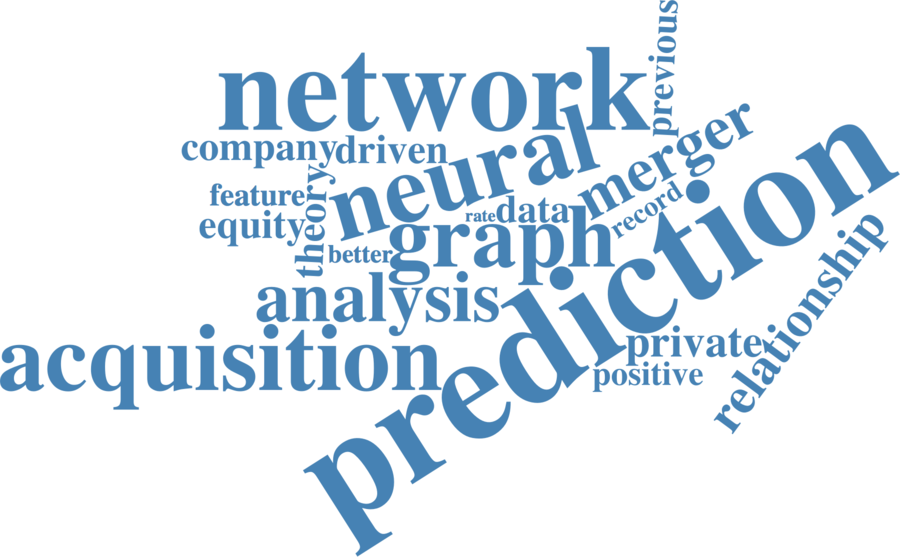 previous
network
company
driven
neural
merger
prediction
feature
theory
equity
rate
data
record
better
graph
relationship
analysis
acquisition
private
positive